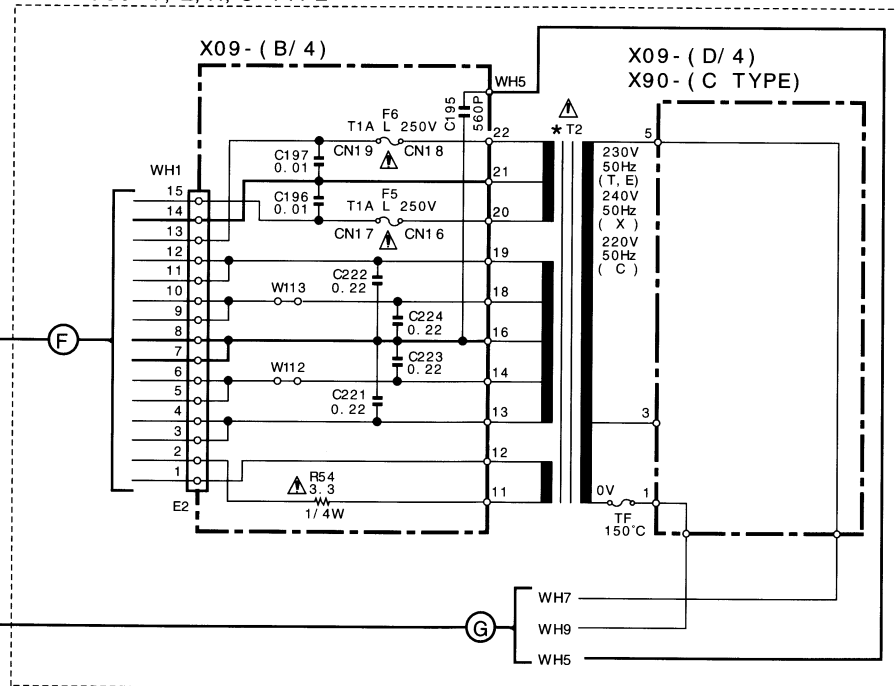 X09-(B/4)
X09-(D/4)
X90-(C TYPE)
WH5
C195
560P
F6
T1A L 250V
CN19
CN18
22
* T2
5
C197
0.01
21
230V
50Hz
(T,E)
240V
50Hz
(X)
220V
50Hz
(C)
WH1
15
C196
0.01
F5
T1A L 250V
20
14
CN17
CN16
13
12
19
11
C222
0.22
10
W113
18
9
C224
0.22
F
8
16
7
C223
0.22
6
W112
14
5
C221
0.22
4
13
3
3
2
12
1
R54
3.3
1/4W
11
0V
1
TF
150°C
E2
WH7
G
WH9
WH5